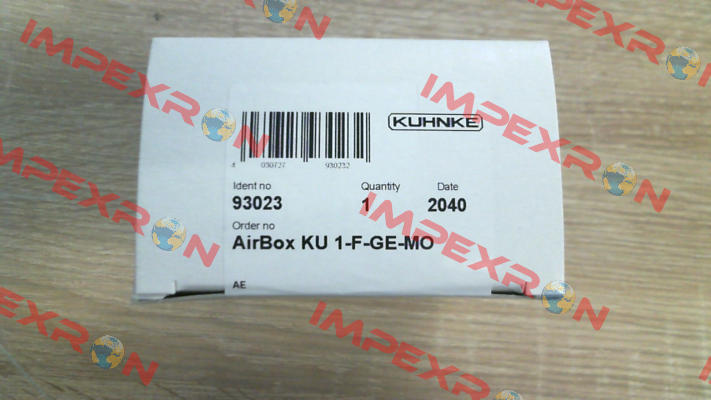 KUHNKE
4 030727 930232
Ident no Quantity Date
93023 1 2040
Order no
AirBox KU 1-F-GE-MO
AE
IMPEXRON
IMPEXRON
IMPEXRON
IMPEXRON
IMPEXRON
IMPEXRON
IMPEXRON
IMPEXRON